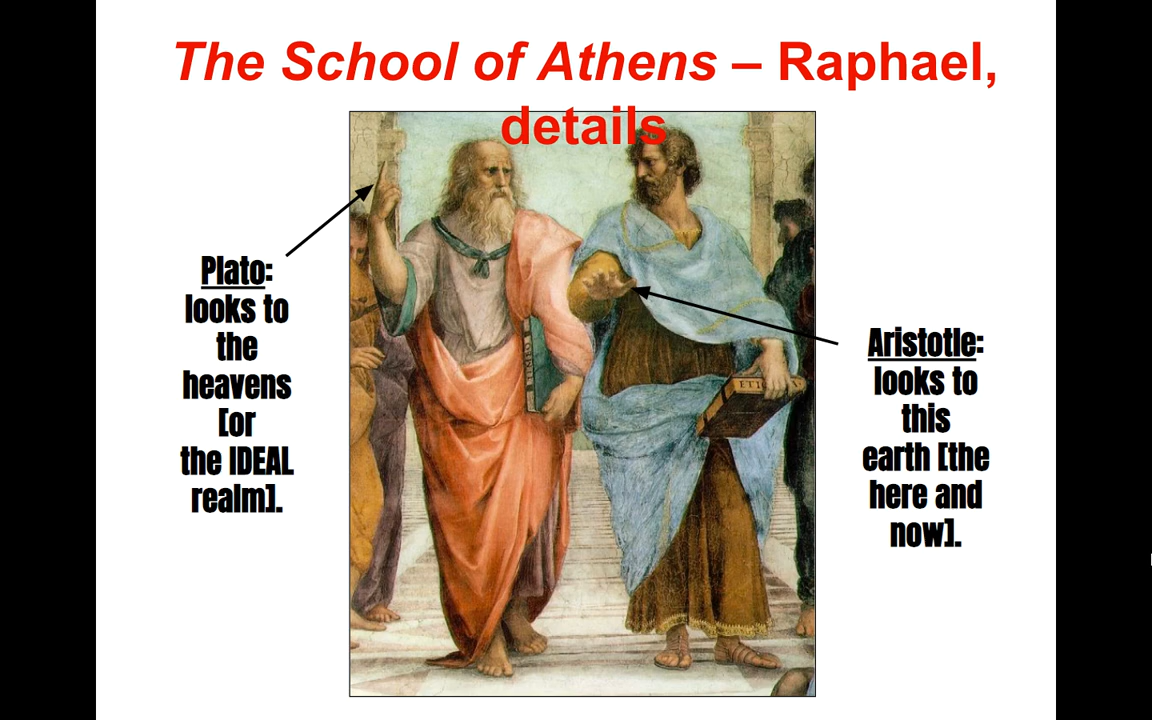 The School of Athens – Raphael,
details
Plato:
looks to
the
heavens
[or
the IDEAL
realm].
Aristotle:
looks to
this
earth [the
here and
now].
ETI